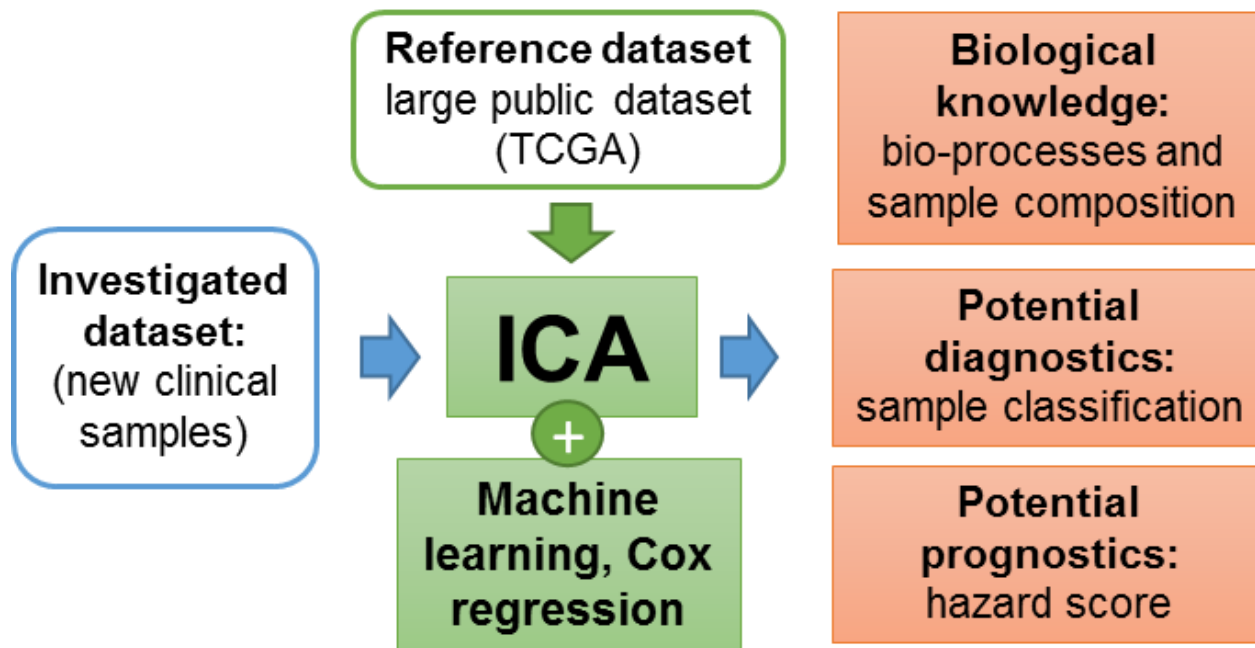 Reference dataset
large public dataset
(TCGA)
Investigated
dataset:
(new clinical
samples)
ICA
+
Machine
learning, Cox
regression
Biological
knowledge:
bio-processes and
sample composition
Potential
diagnostics:
sample classification
Potential
prognostics:
hazard score